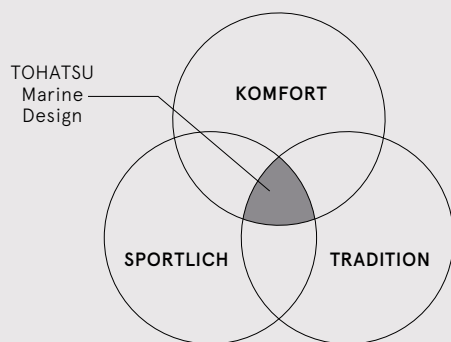 TOHATSU
Marine
Design
KOMFORT
SPORTLICH
TRADITION